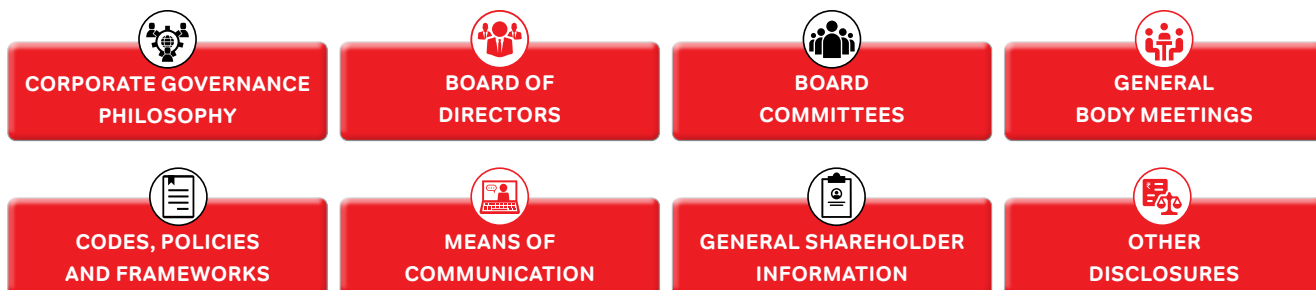 CORPORATE GOVERNANCE
PHILOSOPHY
BOARD OF
DIRECTORS
BOARD
COMMITTEES
GENERAL
BODY MEETINGS
CODES, POLICIES
AND FRAMEWORKS
MEANS OF
COMMUNICATION
GENERAL SHAREHOLDER
INFORMATION
OTHER
DISCLOSURES